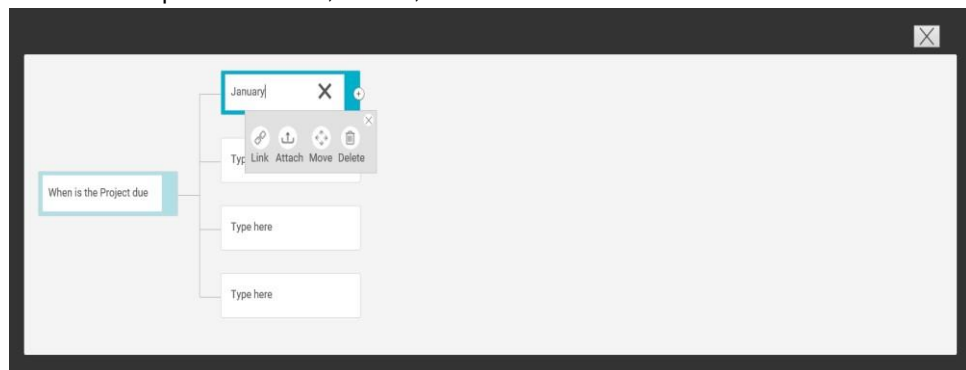 January
Typ
Link Attach Move Delete
When is the Project due
Type here
Type here